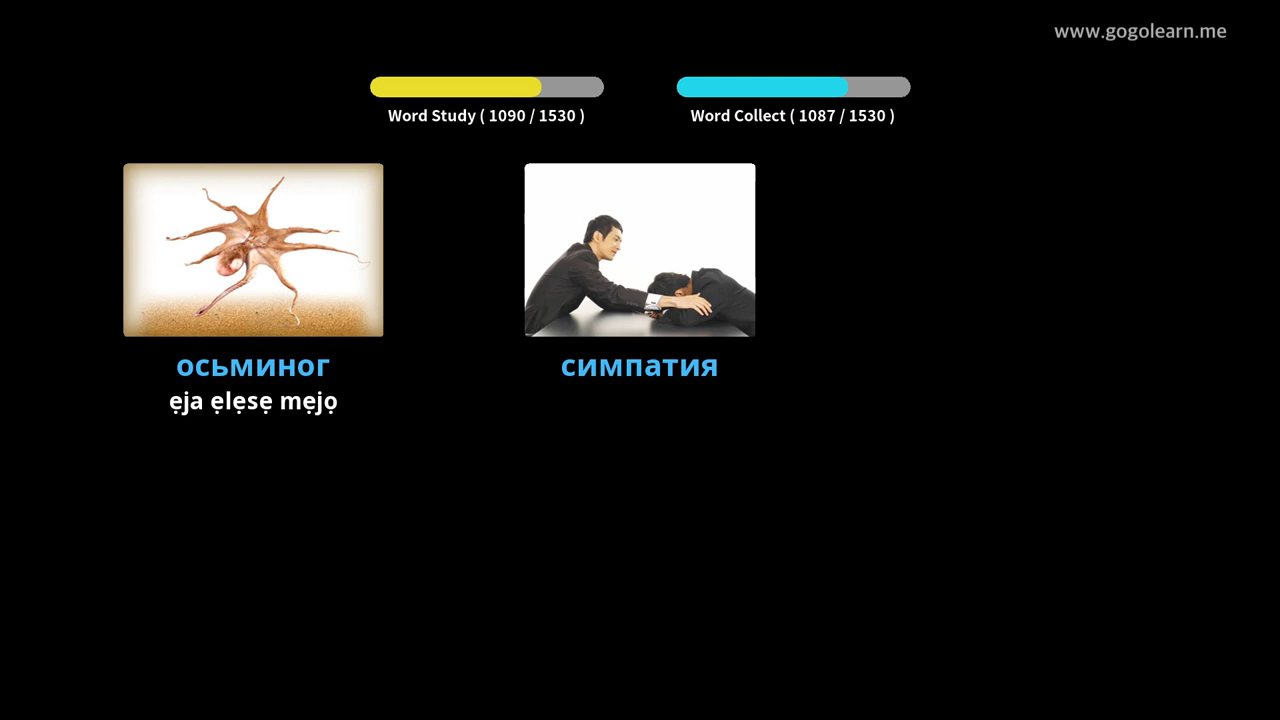 www.gogolearn.me
Word Study ( 1090 / 1530 )
Word Collect ( 1087 / 1530 )
осьминог
ẹja ẹlẹsẹ mẹjọ
симпатия